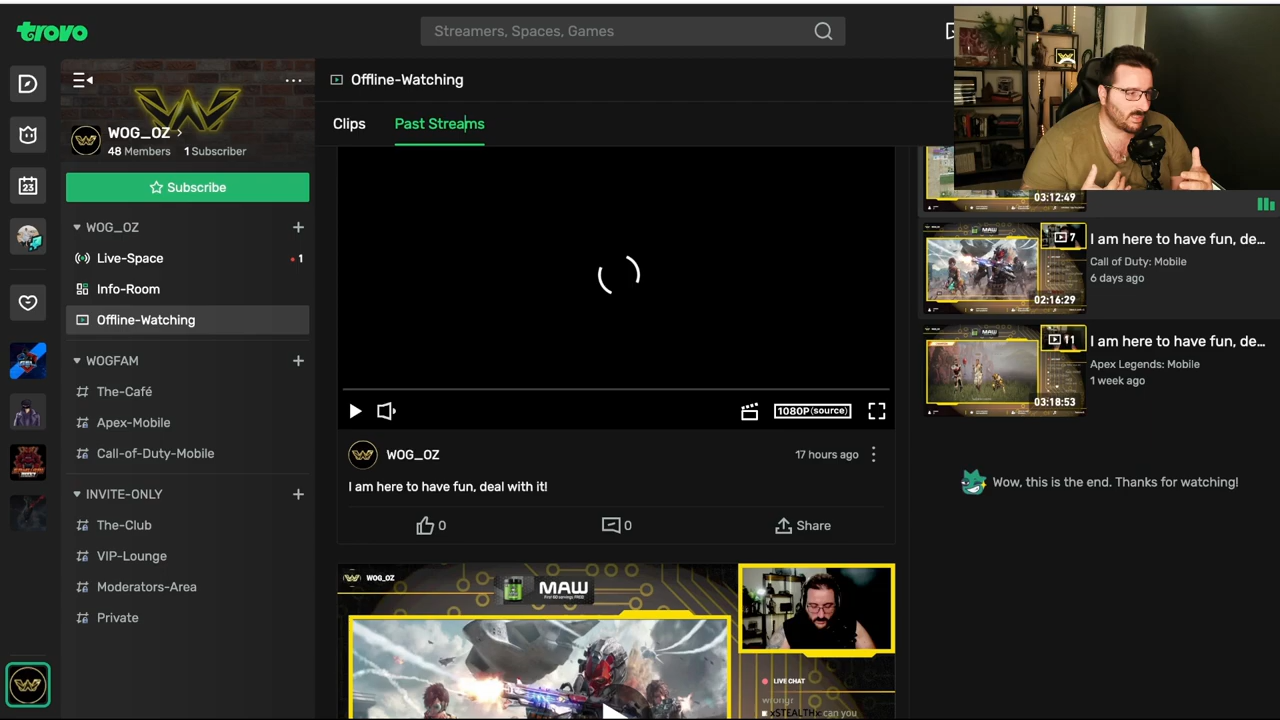 trovo
Streamers, Spaces, Games
23
WOG_OZ >
48 Members 1 Subscriber
Subscribe
WOG_OZ
Live-Space
1
Info-Room
Offline-Watching
WOGFAM
The-Café
Apex-Mobile
Call-of-Duty-Mobile
INVITE-ONLY
The-Club
VIP-Lounge
Moderators-Area
Private
Offline-Watching
Clips
Past Streams
1080P(source)
WOG_OZ
17 hours ago
I am here to have fun, deal with it!
0
0
Share
WOG_OZ
MAW
LIVE CHAT
xSTEALTHx can you
03:12:49
MAW
7
02:16:29
I am here to have fun, de...
Call of Duty: Mobile
6 days ago
11
03:18:53
I am here to have fun, de...
Apex Legends: Mobile
1 week ago
Wow, this is the end. Thanks for watching!